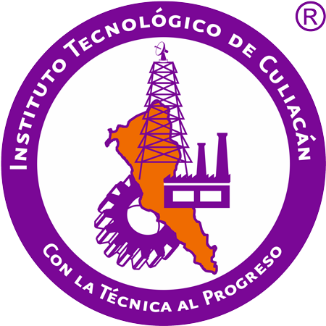 ®
INSTITUTO TECNOLÓGICO DE CULIACÁN
CON LA TÉCNICA AL PROGRESO